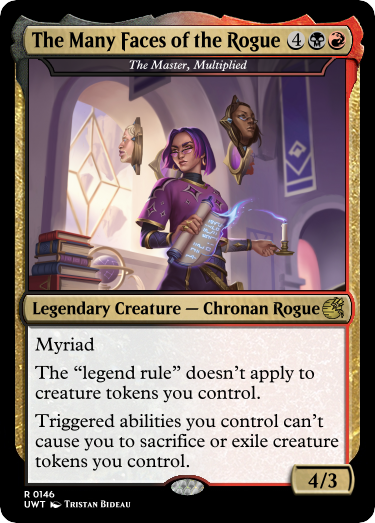 The Many Faces of the Rogue 4
The Master, Multiplied
Legendary Creature — Chronan Rogue
Myriad
The “legend rule” doesn’t apply to
creature tokens you control.
Triggered abilities you control can’t
cause you to sacrifice or exile creature
tokens you control.
4/3
R 0146
UWT TRISTAN BIDEAU